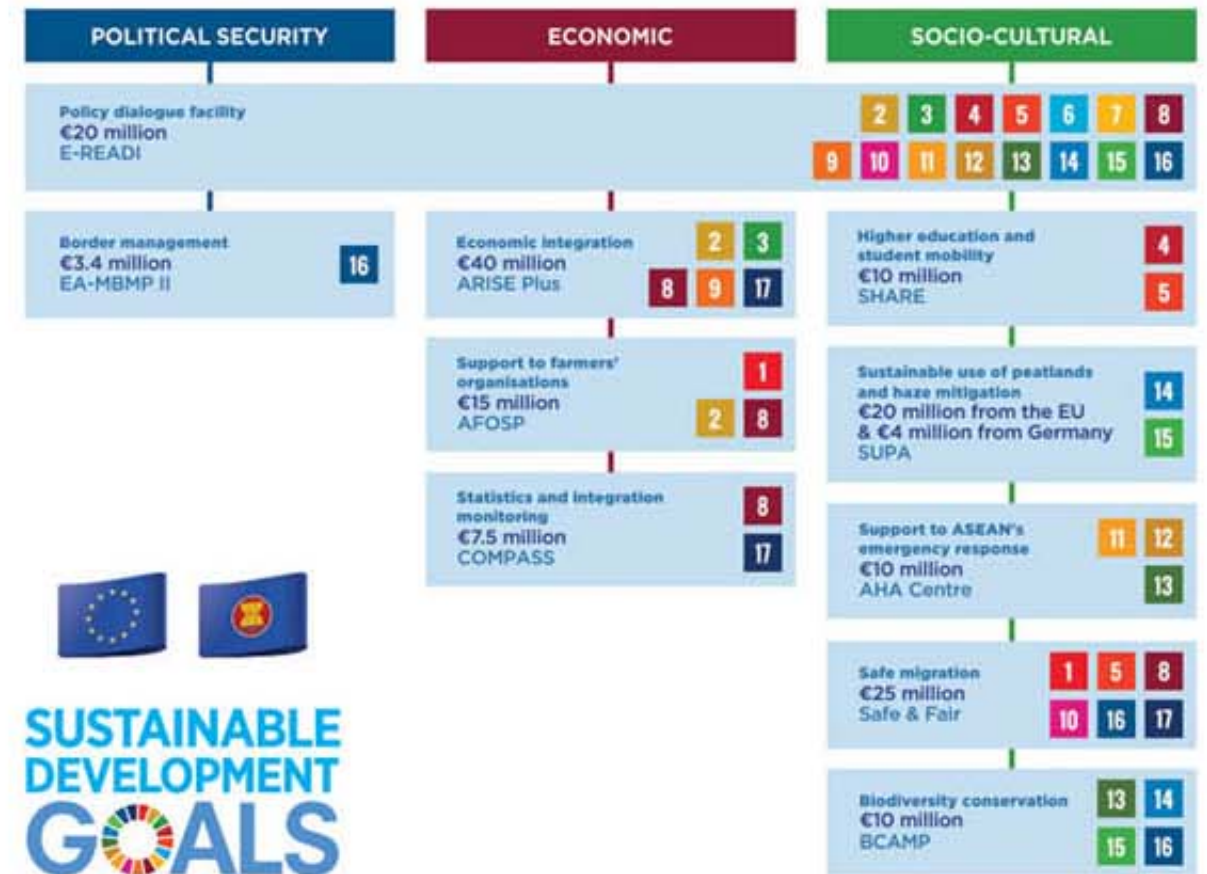 POLITICAL SECURITY
ECONOMIC
SOCIO-CULTURAL
Policy dialogue facility
€20 million
E-READI
2 3 4 5 6 7 8
9 10 11 12 13 14 15 16
Border management
€3.4 million
EA-MBMP II
16
Economic integration
€40 million
ARISE Plus
2 3
8 9 17
Support to farmers'
organisations
€15 million
AFOSP
1
2 8
Statistics and integration
monitoring
€7.5 million
COMPASS
8
17
Higher education and
student mobility
€10 million
SHARE
4
5
Sustainable use of peatlands
and haze mitigation
€20 million from the EU
& €4 million from Germany
SUPA
14
15
Support to ASEAN's
emergency response
€10 million
AHA Centre
11 12
13
Safe migration
€25 million
Safe & Fair
1 5 8
10 16 17
Biodiversity conservation
€10 million
BCAMP
13 14
15 16
SUSTAINABLE
DEVELOPMENT
GOALS